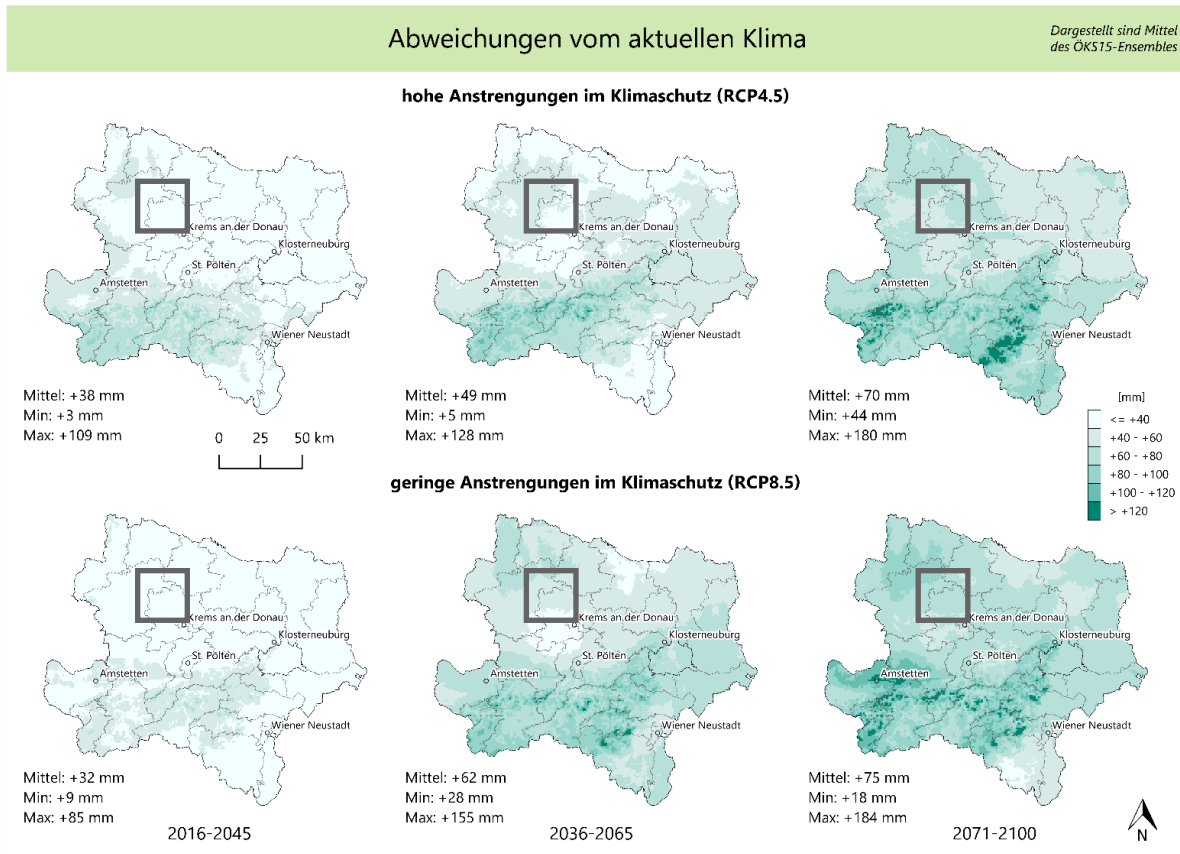 Abweichungen vom aktuellen Klima
Dargestellt sind Mittel
des ÖKS15-Ensembles
hohe Anstrengungen im Klimaschutz (RCP4.5)
Krems an der Donau
Klosterneuburg
St. Pölten
Amstetten
Wiener Neustadt
Mittel: +38 mm
Min: +3 mm
Max: +109 mm
0 25 50 km
Krems an der Donau
Klosterneuburg
St. Pölten
Amstetten
Wiener Neustadt
Mittel: +49 mm
Min: +5 mm
Max: +128 mm
Krems an der Donau
Klosterneuburg
St. Pölten
Amstetten
Wiener Neustadt
Mittel: +70 mm
Min: +44 mm
Max: +180 mm
[mm]
<= +40
+40 - +60
+60 - +80
+80 - +100
+100 - +120
> +120
geringe Anstrengungen im Klimaschutz (RCP8.5)
Krems an der Donau
Klosterneuburg
St. Pölten
Amstetten
Wiener Neustadt
Mittel: +32 mm
Min: +9 mm
Max: +85 mm
2016-2045
Krems an der Donau
Klosterneuburg
St. Pölten
Amstetten
Wiener Neustadt
Mittel: +62 mm
Min: +28 mm
Max: +155 mm
2036-2065
Krems an der Donau
Klosterneuburg
St. Pölten
Amstetten
Wiener Neustadt
Mittel: +75 mm
Min: +18 mm
Max: +184 mm
2071-2100
N